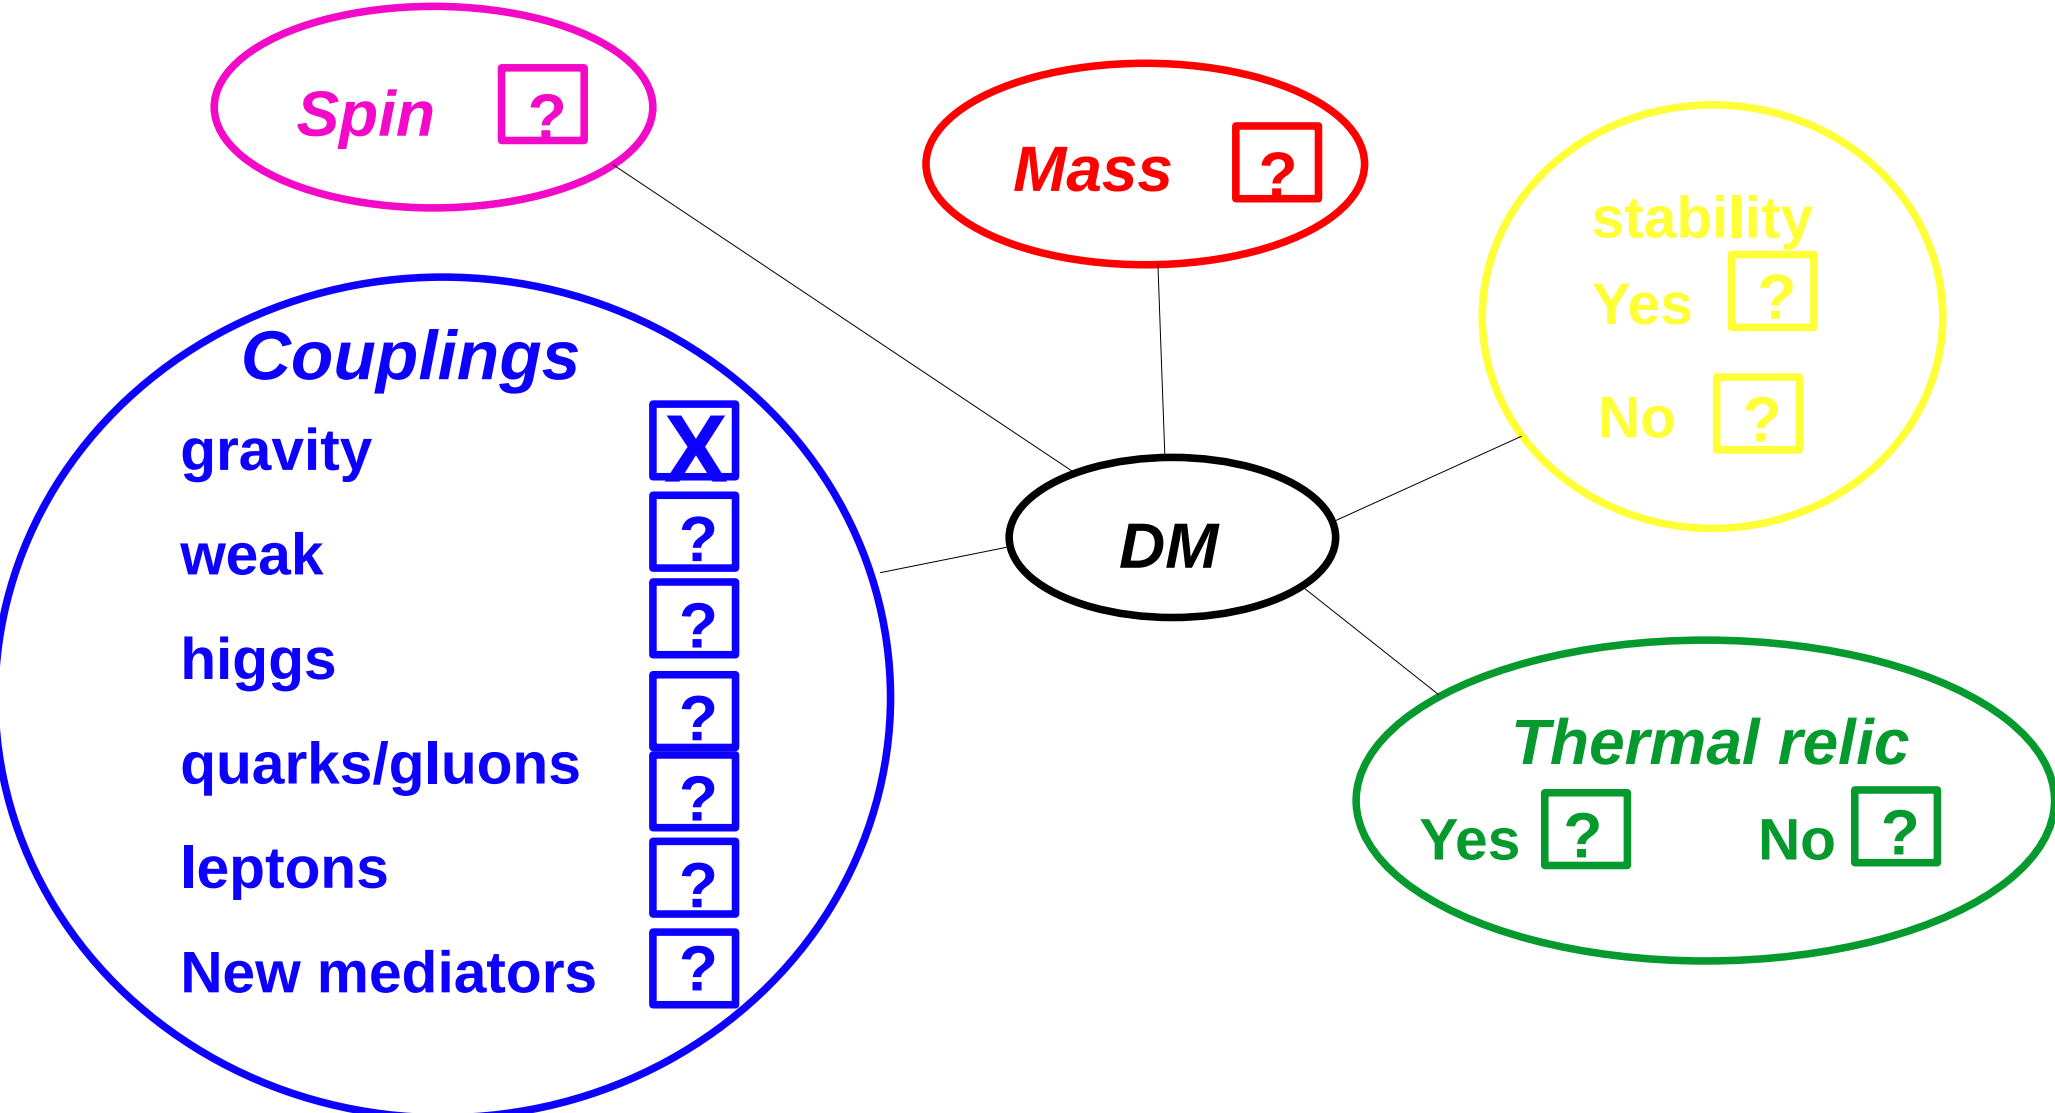 Spin ?
Mass ?
stability
Yes ?
No ?
Couplings
gravity X
weak ?
higgs ?
quarks/gluons ?
?
leptons ?
New mediators ?
DM
Thermal relic
Yes ? No ?